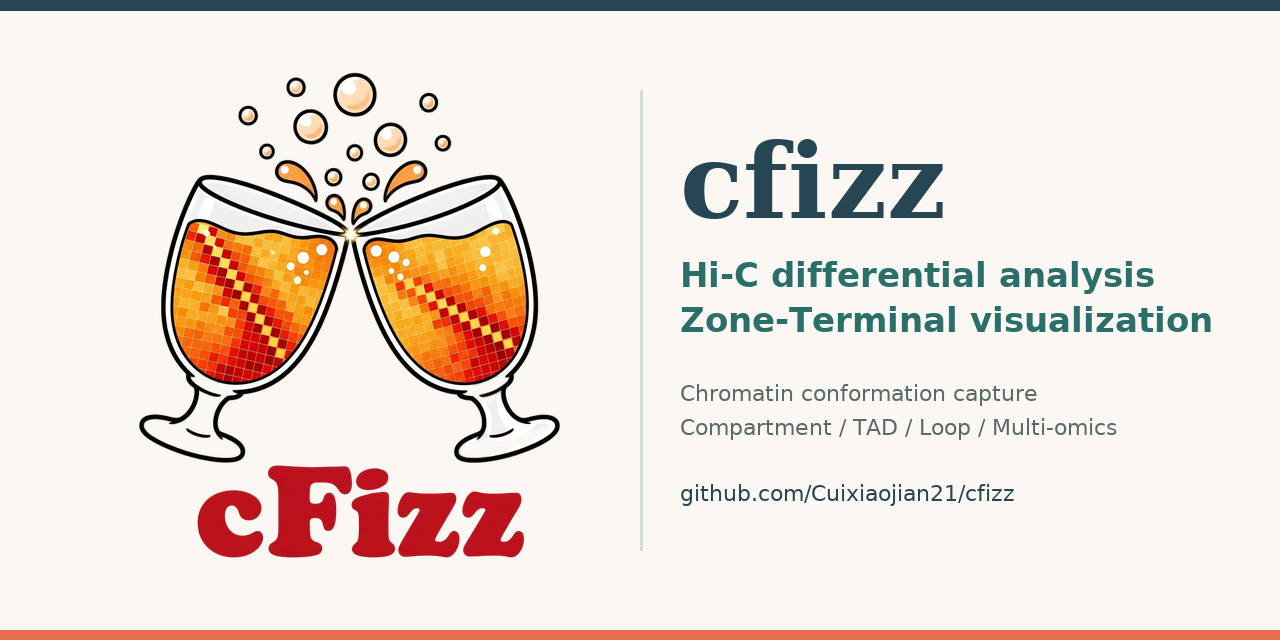 cFizz
cfizz
Hi-C differential analysis
Zone-Terminal visualization
Chromatin conformation capture
Compartment / TAD / Loop / Multi-omics
github.com/Cuixiaojian21/cfizz